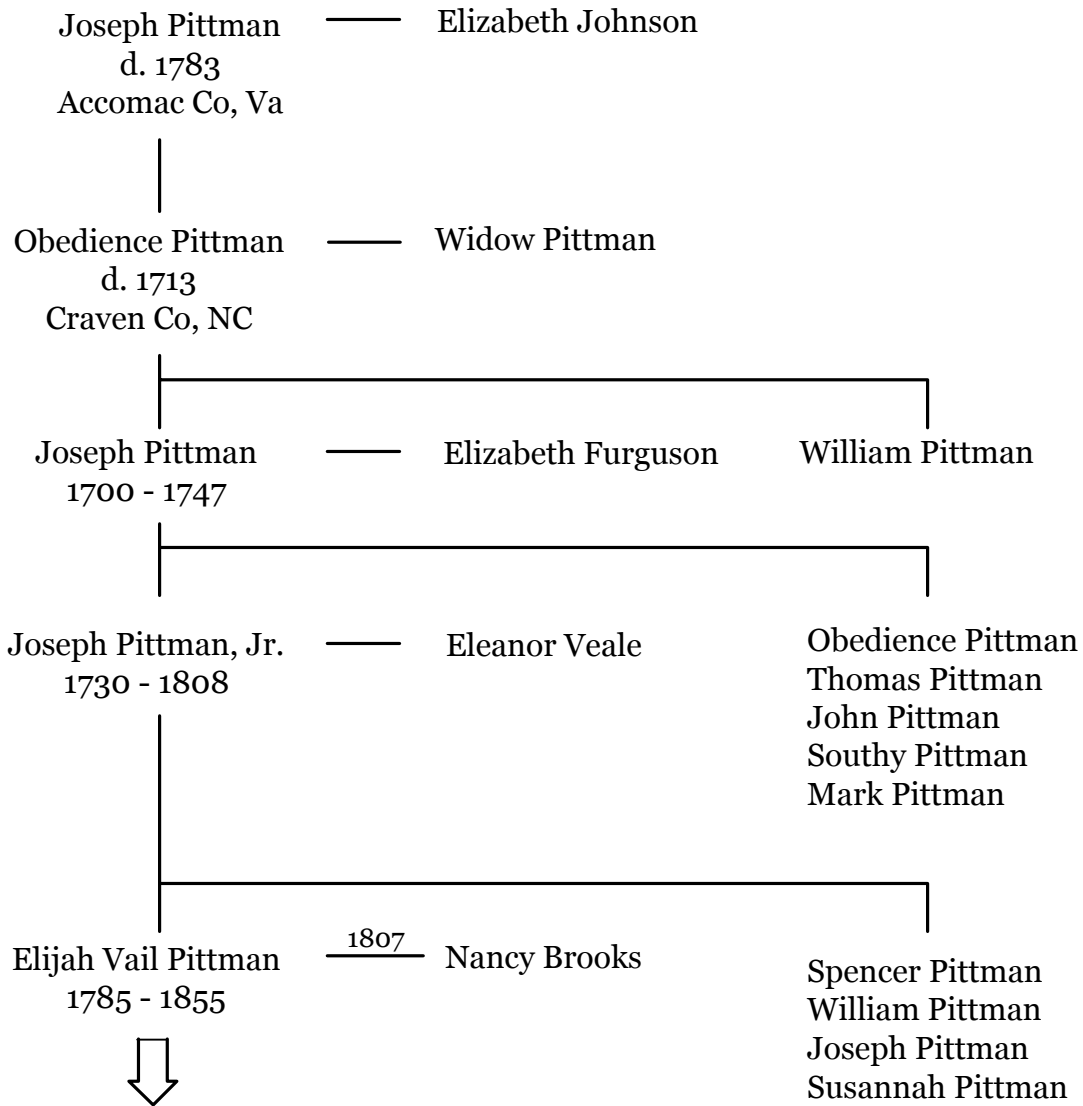 Joseph Pittman
d. 1783
Accomac Co, Va
Elizabeth Johnson
Obedience Pittman
d. 1713
Craven Co, NC
Widow Pittman
Joseph Pittman
1700 - 1747
Elizabeth Furguson
William Pittman
Joseph Pittman, Jr.
1730 - 1808
Eleanor Veale
Obedience Pittman
Thomas Pittman
John Pittman
Southy Pittman
Mark Pittman
Elijah Vail Pittman
1785 - 1855
1807
Nancy Brooks
Spencer Pittman
William Pittman
Joseph Pittman
Susannah Pittman